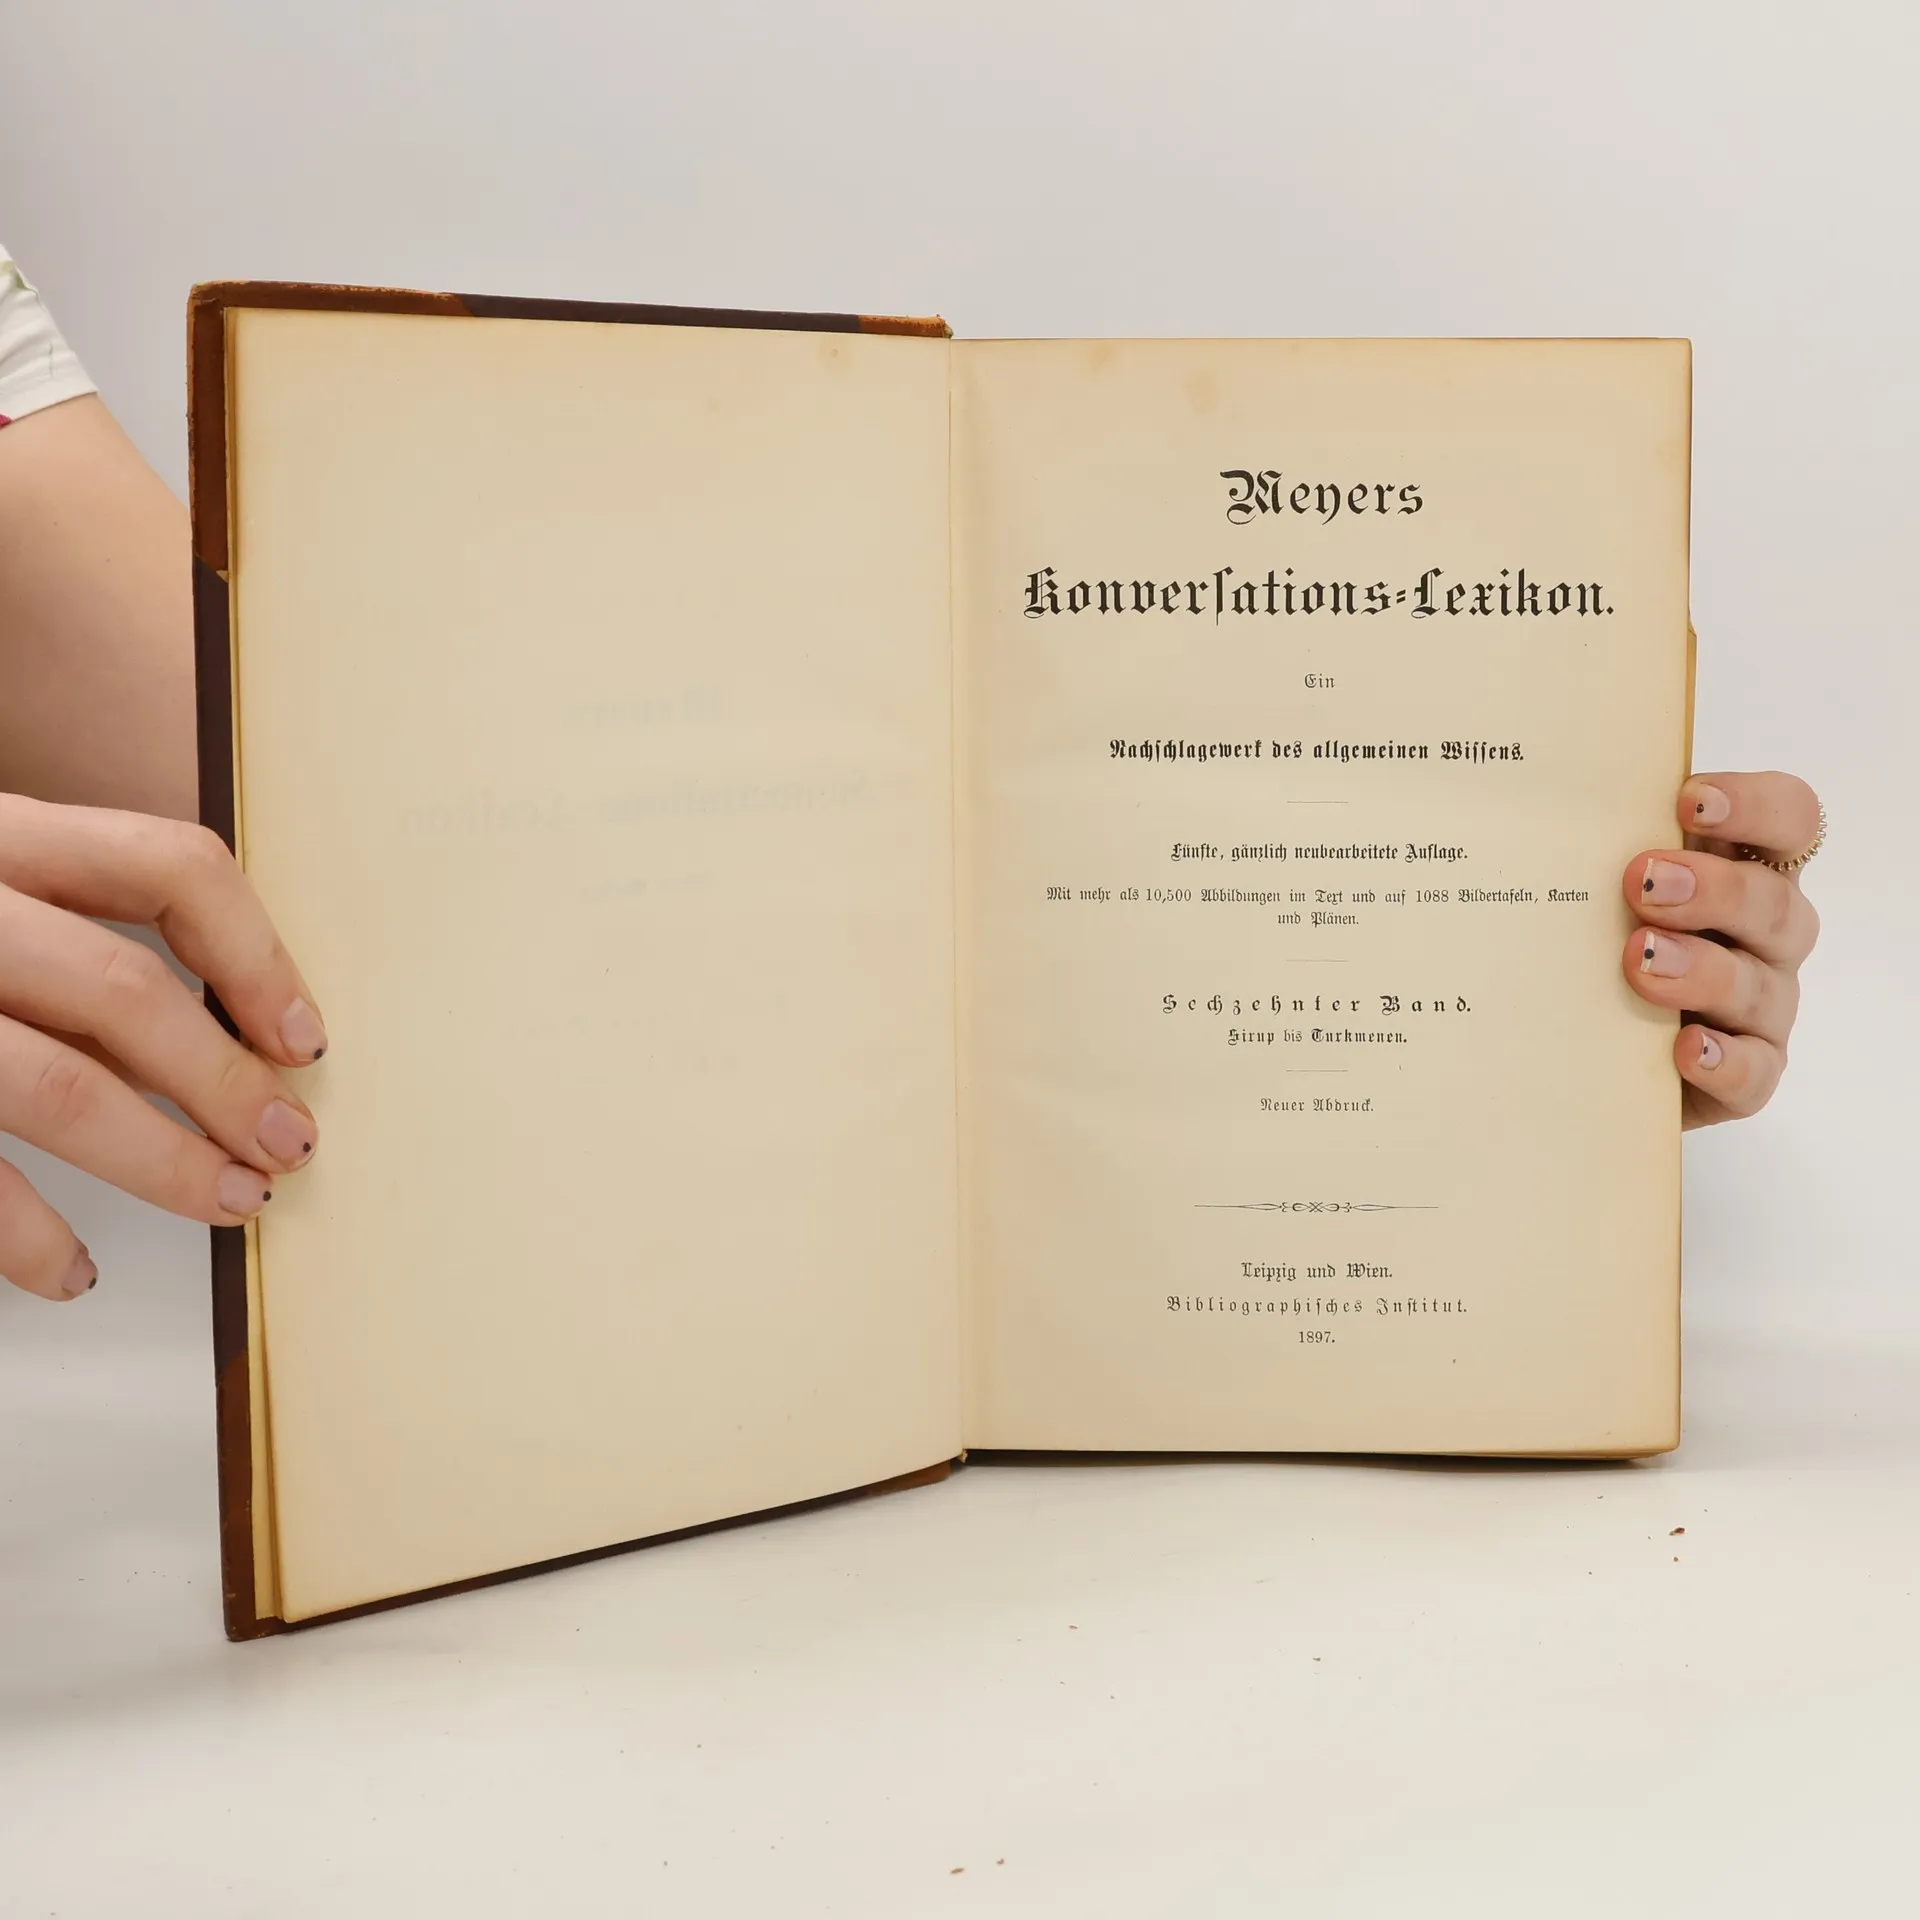 Meyers
Konverſations⸗Lexikon.
Ein
Nachſchlagewerk des allgemeinen Wiſſens.
Fünfte, gänzlich neubearbeitete Auflage.
Mit mehr als 10,500 Abbildungen im Text und auf 1088 Bildertafeln, Karten
und Plänen.
Sechzehnter Band.
Sirup bis Turkmenen.
Neuer Abdruck.
Leipzig und Wien.
Bibliographiſches Inſtitut.
1897.